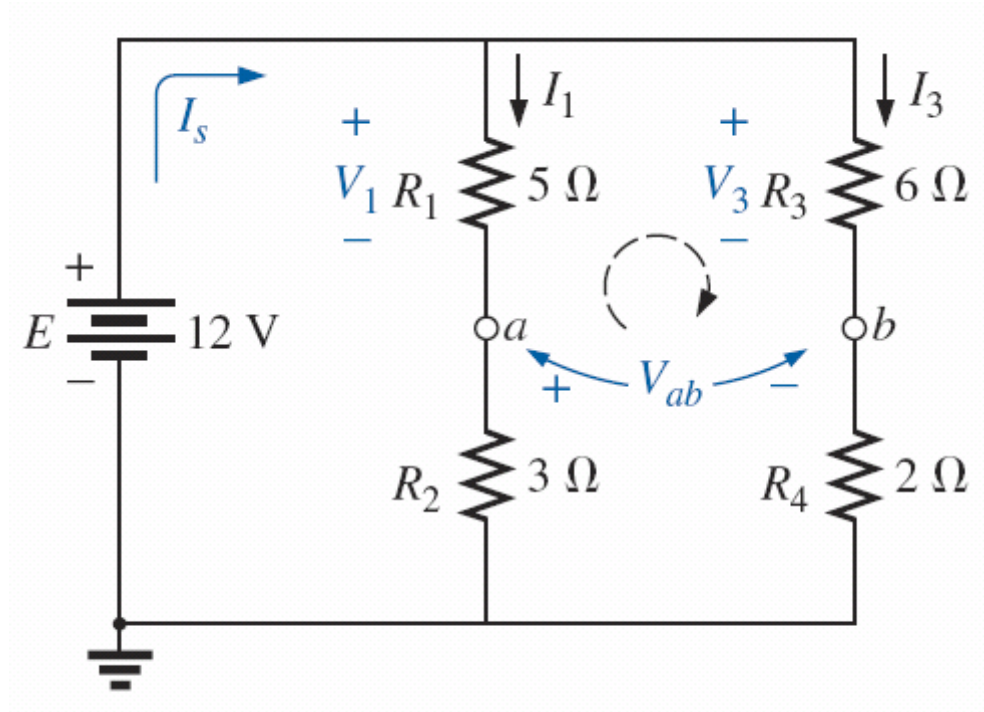 I₁
I₃
Iₛ
+
+
V₁ R₁ 5 Ω
V₃ R₃ 6 Ω
−
−
+
E 12 V
−
a
b
+ Vₐb −
R₂ 3 Ω
R₄ 2 Ω